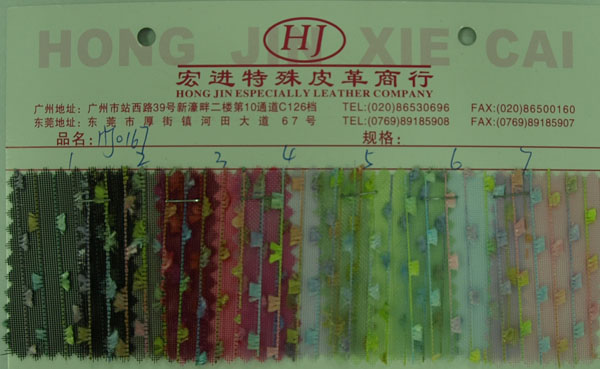 HONG JIN XIE CAI
HJ
宏进特殊皮革商行
HONG JIN ESPECIALLY LEATHER COMPANY
广州地址：广州市站西路39号新濠畔二楼第10通道C126档 TEL:(020)86530696 FAX:(020)86500160
东莞地址：东莞市厚街镇河田大道67号 TEL:(0769)89185908 FAX:(0769)89185907
品名： 规格：
1 2 3 4 5 6 7